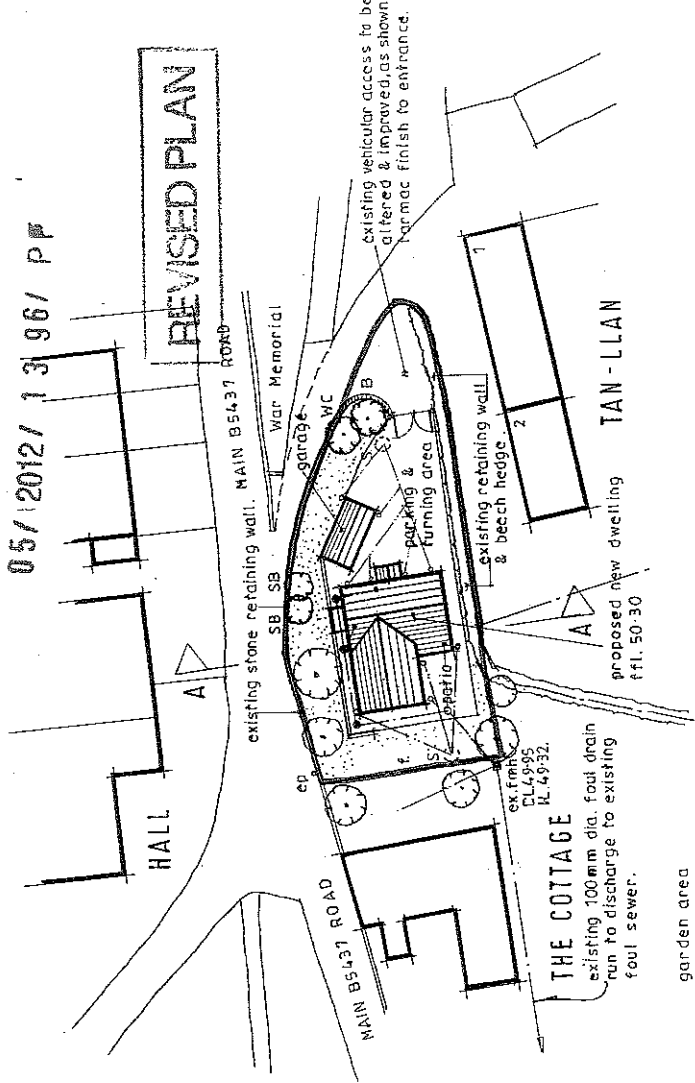 05/2012/1396/PF
REVISED PLAN
HALL
A
MAIN B5437 ROAD
War Memorial
existing stone retaining wall.
garage
WC
B
SB
SB
ep
existing vehicular access to be
altered & improved, as shown
tarmac finish to entrance.
parking &
turning area
existing retaining wall
& beech hedge.
patio
f
S
ex.fmh
CL.49·95
IL.49·32.
A
proposed new dwelling
ffl. 50·30
1
2
TAN-LLAN
MAIN B5437 ROAD
THE COTTAGE
existing 100mm dia. foul drain
run to discharge to existing
foul sewer.
garden area